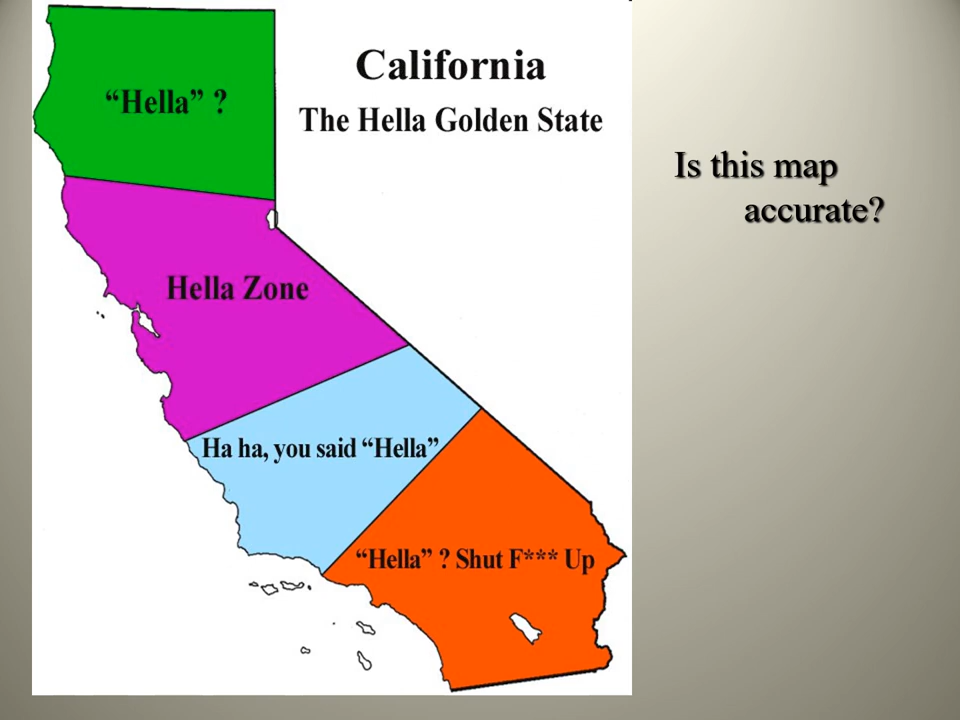 California
The Hella Golden State
“Hella” ?
Hella Zone
Ha ha, you said “Hella”
“Hella” ? Shut F*** Up
Is this map
accurate?